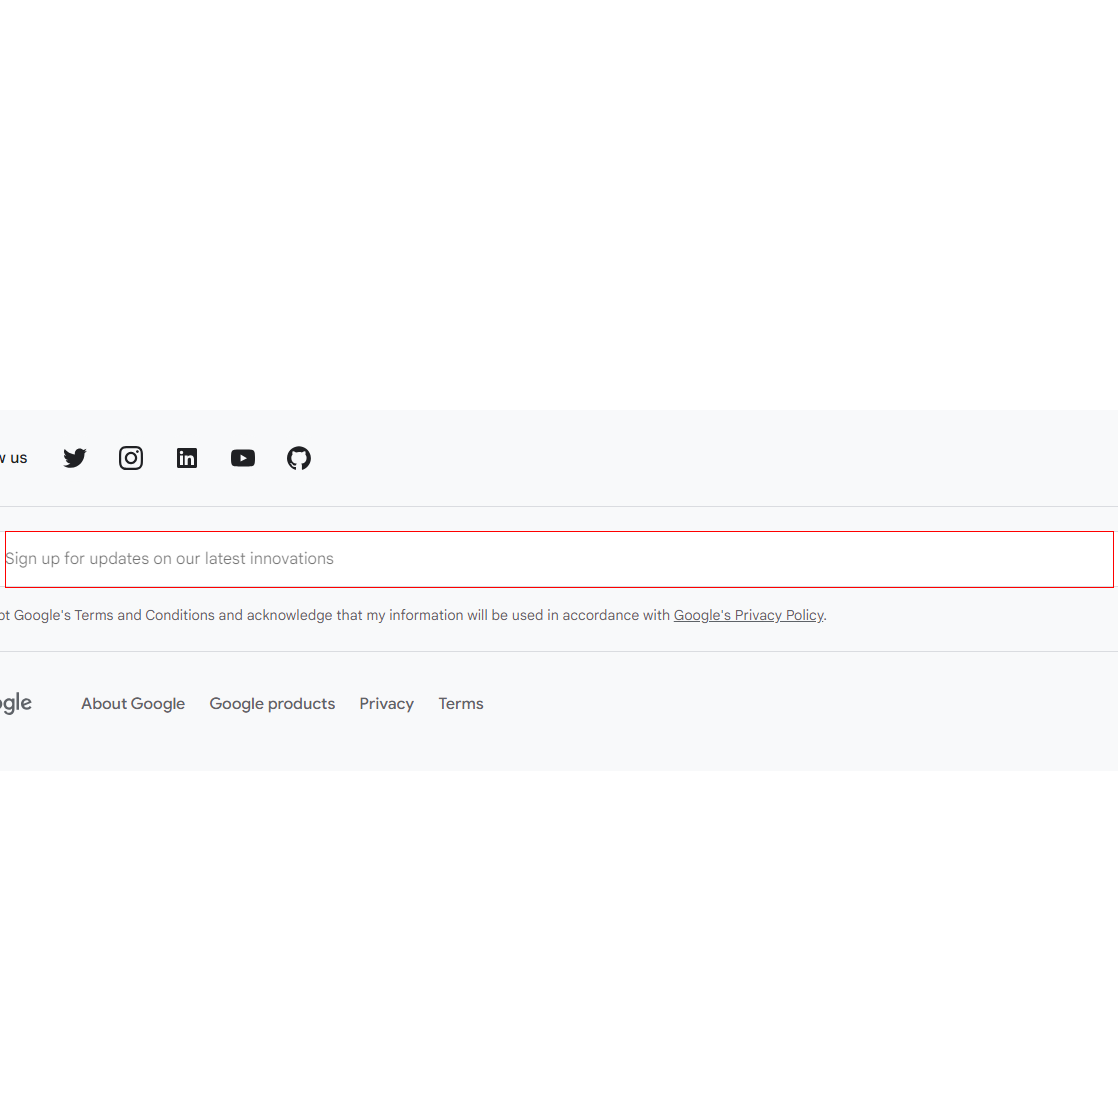 w us
Sign up for updates on our latest innovations
pt Google's Terms and Conditions and acknowledge that my information will be used in accordance with Google's Privacy Policy.
ogle
About Google Google products Privacy Terms